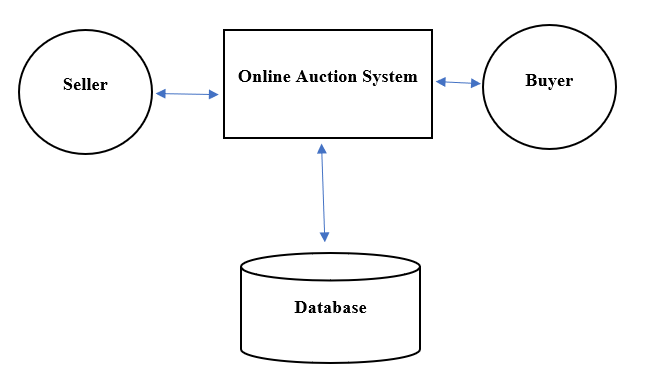 Seller
Online Auction System
Buyer
Database